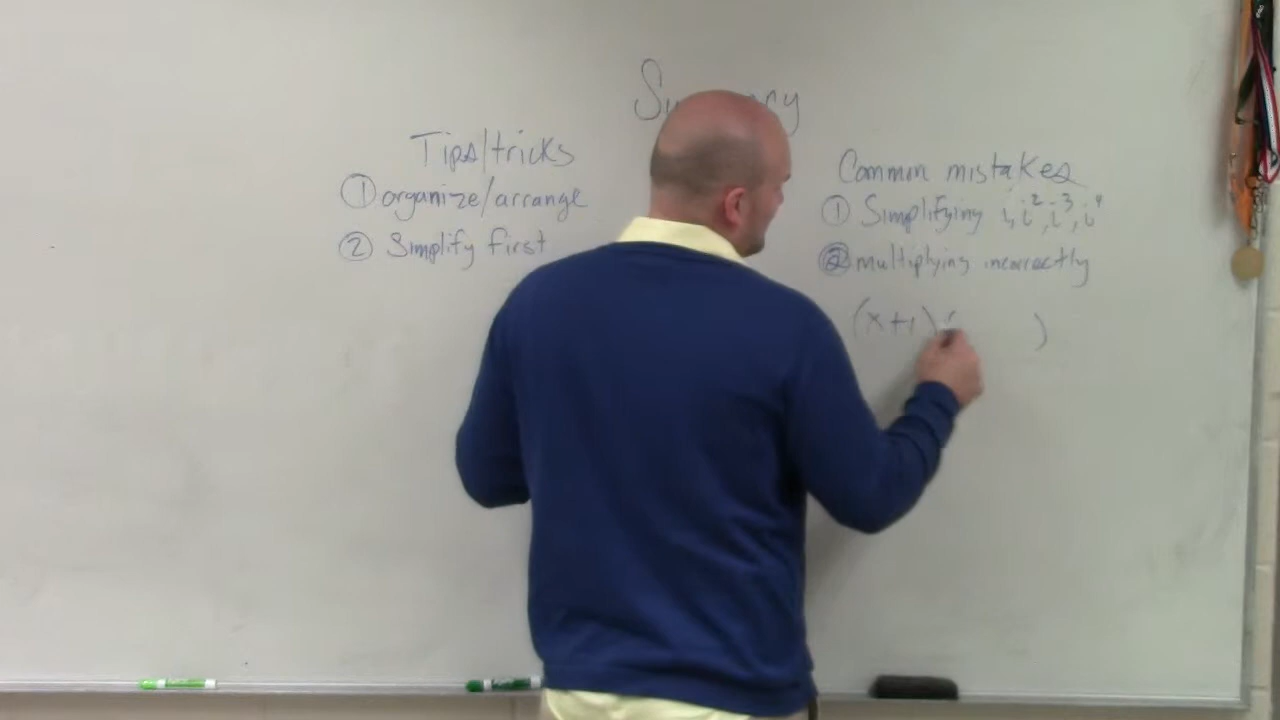 Tips/tricks
① organize/arrange
② Simplify first
Common mistakes
① Simplifying i, i², i³, i⁴
② multiplying incorrectly
(x+1)( )